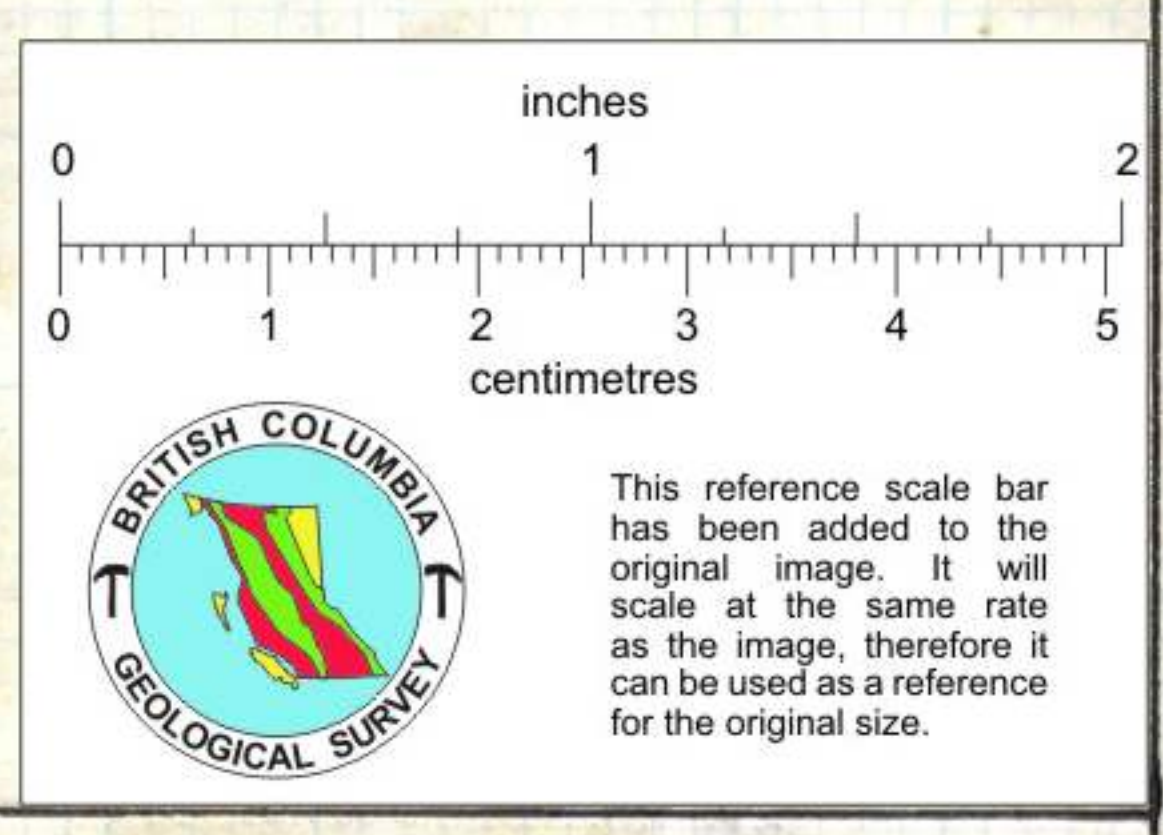 inches
0 1 2
0 1 2 3 4 5
centimetres
BRITISH COLUMBIA
GEOLOGICAL SURVEY
This reference scale bar
has been added to the
original image. It will
scale at the same rate
as the image, therefore it
can be used as a reference
for the original size.